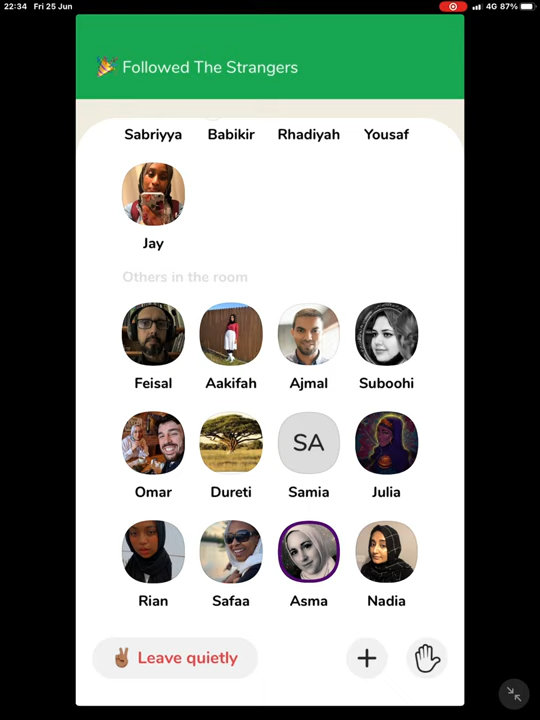 22:34 Fri 25 Jun 4G 87%
Followed The Strangers
Sabriyya Babikir Rhadiyah Yousaf
Jay
Others in the room
Feisal Aakifah Ajmal Suboohi
SA
Omar Dureti Samia Julia
Rian Safaa Asma Nadia
Leave quietly